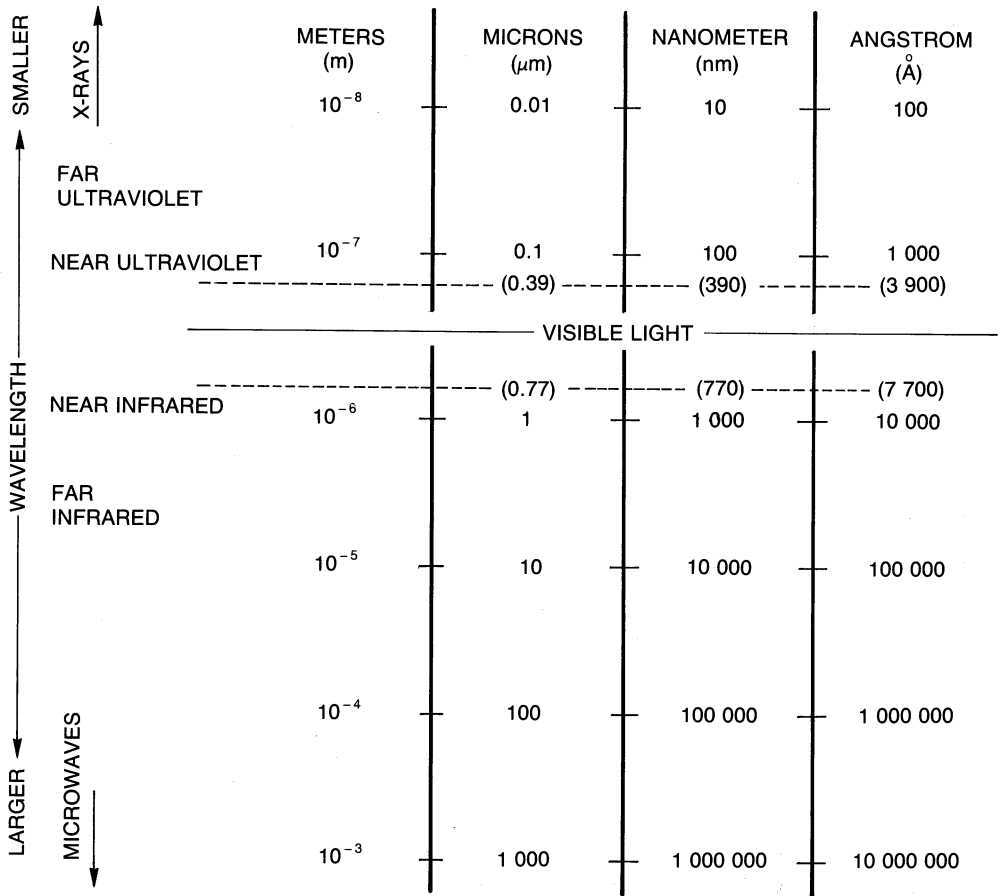 SMALLER
X-RAYS
METERS MICRONS NANOMETER ANGSTROM
(m) (μm) (nm) (Å)
10⁻⁸ 0.01 10 100
FAR
ULTRAVIOLET
10⁻⁷ 0.1 100 1 000
NEAR ULTRAVIOLET
(0.39) (390) (3 900)
VISIBLE LIGHT
WAVELENGTH
(0.77) (770) (7 700)
NEAR INFRARED
10⁻⁶ 1 1 000 10 000
FAR
INFRARED
10⁻⁵ 10 10 000 100 000
10⁻⁴ 100 100 000 1 000 000
LARGER
MICROWAVES
10⁻³ 1 000 1 000 000 10 000 000